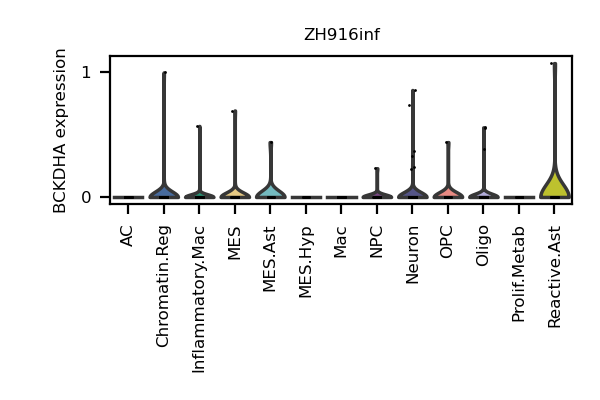 ZH916inf
BCKDHA expression
1
0
AC
Chromatin.Reg
Inflammatory.Mac
MES
MES.Ast
MES.Hyp
Mac
NPC
Neuron
OPC
Oligo
Prolif.Metab
Reactive.Ast